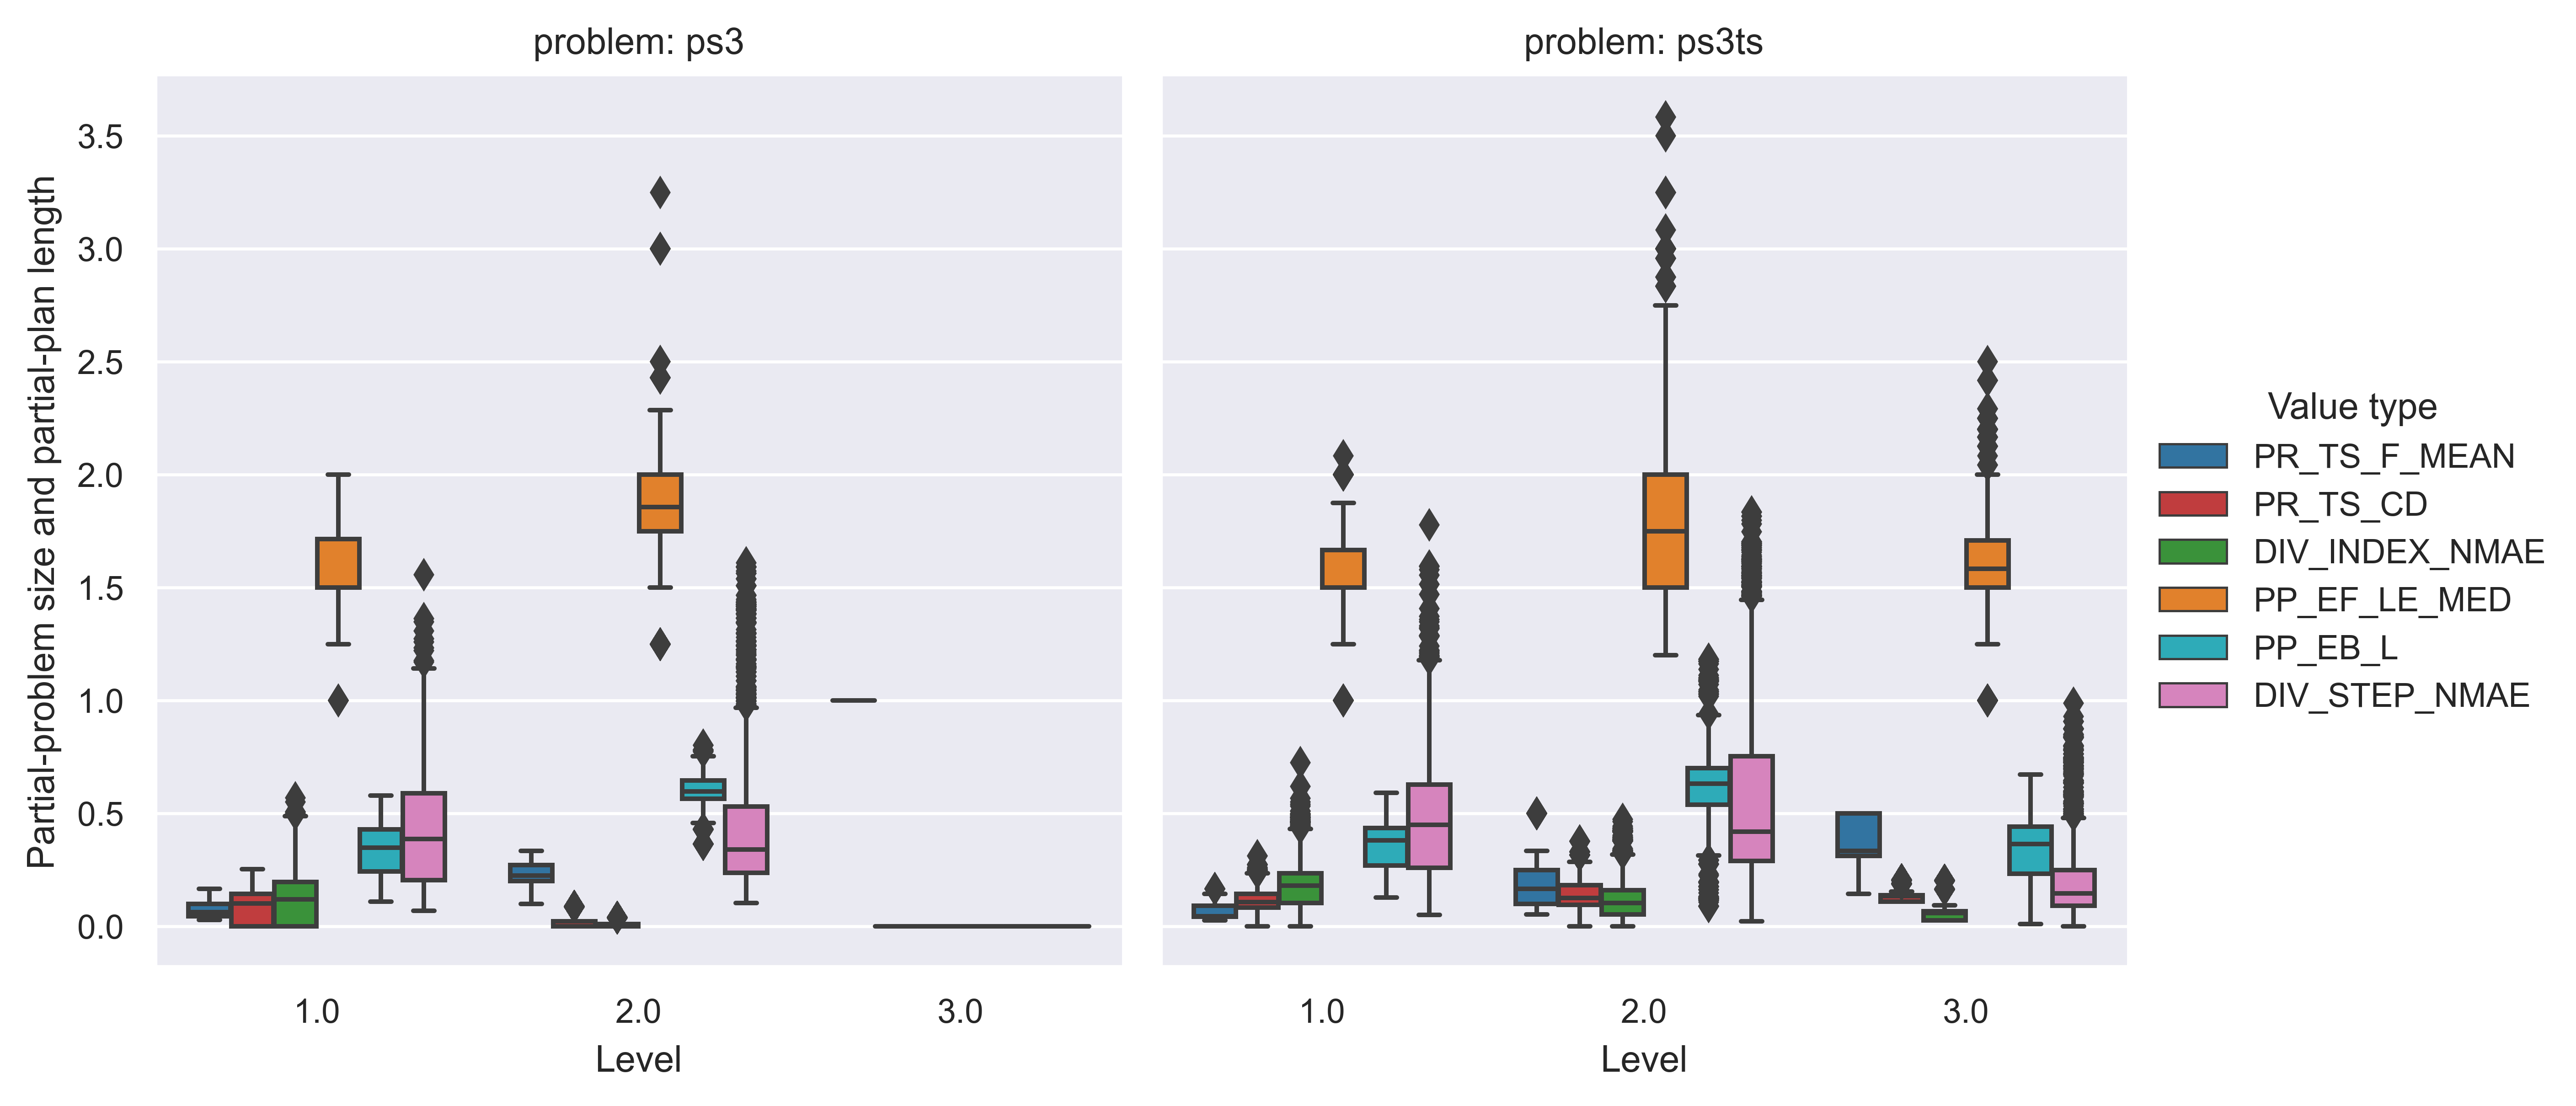 problem: ps3
problem: ps3ts
Partial-problem size and partial-plan length
3.5
3.0
2.5
2.0
1.5
1.0
0.5
0.0
1.0
2.0
3.0
Level
1.0
2.0
3.0
Level
Value type
PR_TS_F_MEAN
PR_TS_CD
DIV_INDEX_NMAE
PP_EF_LE_MED
PP_EB_L
DIV_STEP_NMAE